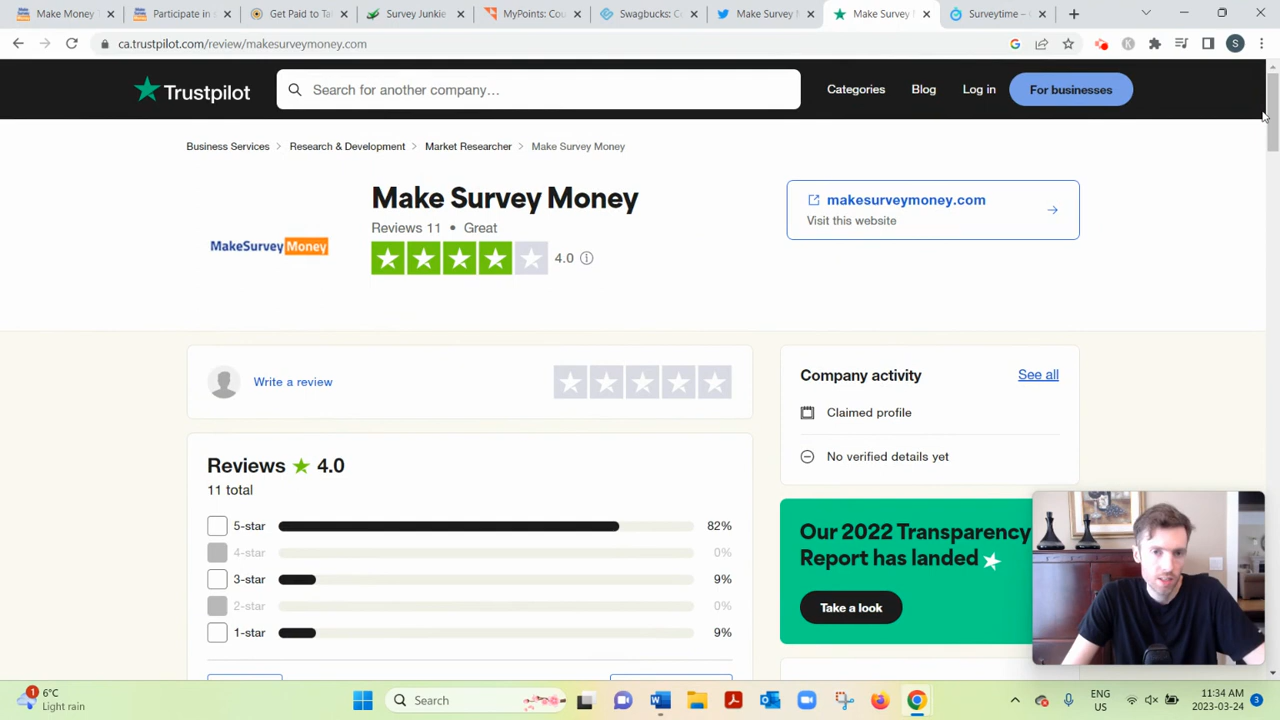 Make Money
Participate in
Get Paid to Ta
Survey Junkie
MyPoints: Cou
Swagbucks: Co
Make Survey M
Make Survey
Surveytime –
ca.trustpilot.com/review/makesurveymoney.com
Trustpilot
Search for another company...
Categories
Blog
Log in
For businesses
Business Services > Research & Development > Market Researcher > Make Survey Money
MakeSurvey Money
Make Survey Money
Reviews 11 • Great
4.0
makesurveymoney.com
Visit this website
Write a review
Reviews 4.0
11 total
5-star 82%
4-star 0%
3-star 9%
2-star 0%
1-star 9%
Company activity
See all
Claimed profile
No verified details yet
Our 2022 Transparency
Report has landed
Take a look
1
6°C
Light rain
Search
ENG
US
11:34 AM
2023-03-24
3